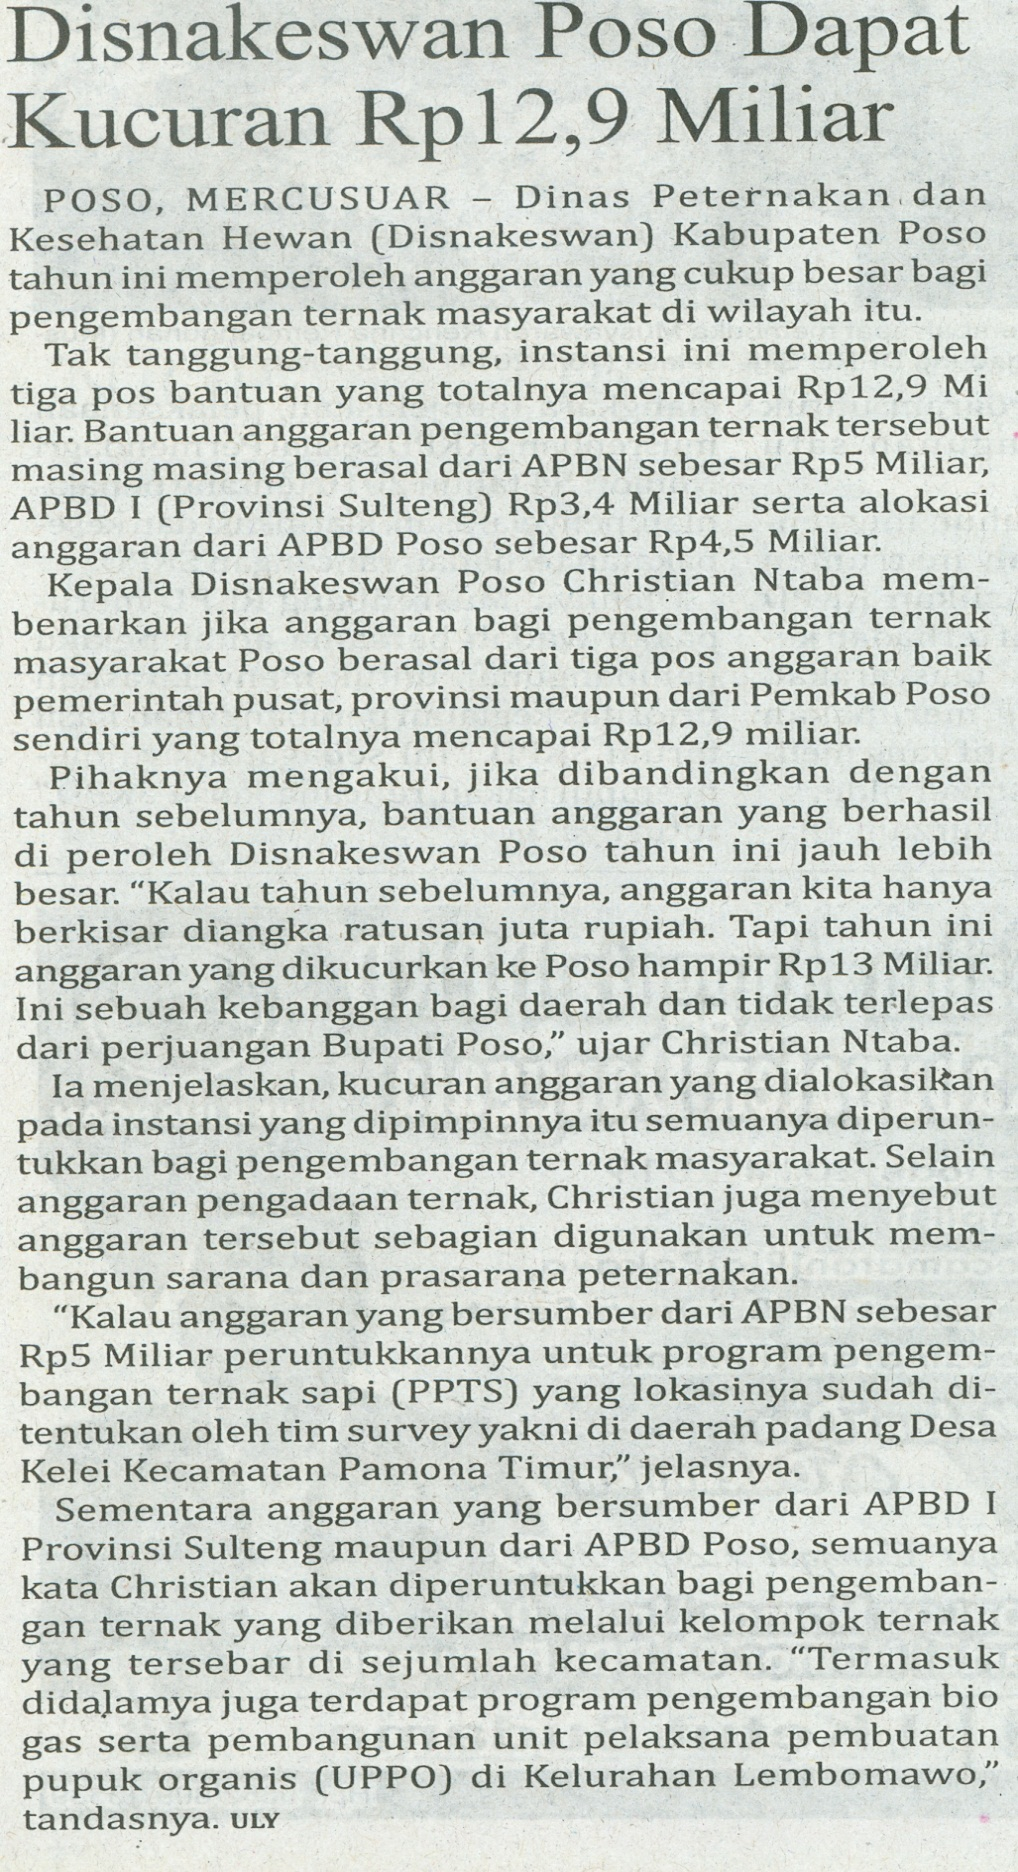 Disnakeswan Poso Dapat
Kucuran Rp12,9 Miliar
POSO, MERCUSUAR – Dinas Peternakan dan
Kesehatan Hewan (Disnakeswan) Kabupaten Poso
tahun ini memperoleh anggaran yang cukup besar bagi
pengembangan ternak masyarakat di wilayah itu.
Tak tanggung-tanggung, instansi ini memperoleh
tiga pos bantuan yang totalnya mencapai Rp12,9 Mi
liar. Bantuan anggaran pengembangan ternak tersebut
masing masing berasal dari APBN sebesar Rp5 Miliar,
APBD I (Provinsi Sulteng) Rp3,4 Miliar serta alokasi
anggaran dari APBD Poso sebesar Rp4,5 Miliar.
Kepala Disnakeswan Poso Christian Ntaba mem-
benarkan jika anggaran bagi pengembangan ternak
masyarakat Poso berasal dari tiga pos anggaran baik
pemerintah pusat, provinsi maupun dari Pemkab Poso
sendiri yang totalnya mencapai Rp12,9 miliar.
Pihaknya mengakui, jika dibandingkan dengan
tahun sebelumnya, bantuan anggaran yang berhasil
di peroleh Disnakeswan Poso tahun ini jauh lebih
besar. “Kalau tahun sebelumnya, anggaran kita hanya
berkisar diangka ratusan juta rupiah. Tapi tahun ini
anggaran yang dikucurkan ke Poso hampir Rp13 Miliar.
Ini sebuah kebanggan bagi daerah dan tidak terlepas
dari perjuangan Bupati Poso,” ujar Christian Ntaba.
Ia menjelaskan, kucuran anggaran yang dialokasikan
pada instansi yang dipimpinnya itu semuanya diperun-
tukkan bagi pengembangan ternak masyarakat. Selain
anggaran pengadaan ternak, Christian juga menyebut
anggaran tersebut sebagian digunakan untuk mem-
bangun sarana dan prasarana peternakan.
“Kalau anggaran yang bersumber dari APBN sebesar
Rp5 Miliar peruntukkannya untuk program pengem-
bangan ternak sapi (PPTS) yang lokasinya sudah di-
tentukan oleh tim survey yakni di daerah padang Desa
Kelei Kecamatan Pamona Timur,” jelasnya.
Sementara anggaran yang bersumber dari APBD I
Provinsi Sulteng maupun dari APBD Poso, semuanya
kata Christian akan diperuntukkan bagi pengemban-
gan ternak yang diberikan melalui kelompok ternak
yang tersebar di sejumlah kecamatan. “Termasuk
didalamya juga terdapat program pengembangan bio
gas serta pembangunan unit pelaksana pembuatan
pupuk organis (UPPO) di Kelurahan Lembomawo,”
tandasnya. ULY